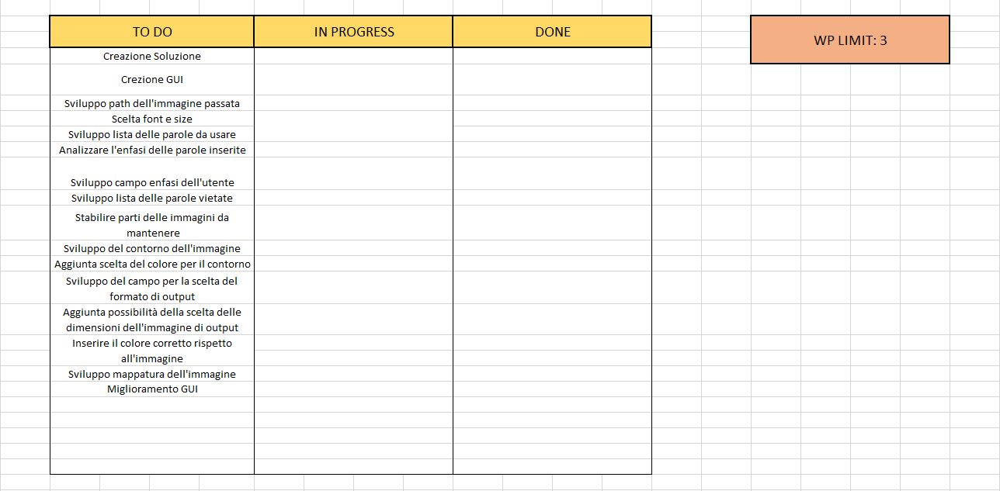 TO DO
IN PROGRESS
DONE
WP LIMIT: 3
Creazione Soluzione
Crezione GUI
Sviluppo path dell'immagine passata
Scelta font e size
Sviluppo lista delle parole da usare
Analizzare l'enfasi delle parole inserite
Sviluppo campo enfasi dell'utente
Sviluppo lista delle parole vietate
Stabilire parti delle immagini da
mantenere
Sviluppo del contorno dell'immagine
Aggiunta scelta del colore per il contorno
Sviluppo del campo per la scelta del
formato di output
Aggiunta possibilità della scelta delle
dimensioni dell'immagine di output
Inserire il colore corretto rispetto
all'immagine
Sviluppo mappatura dell'immagine
Miglioramento GUI